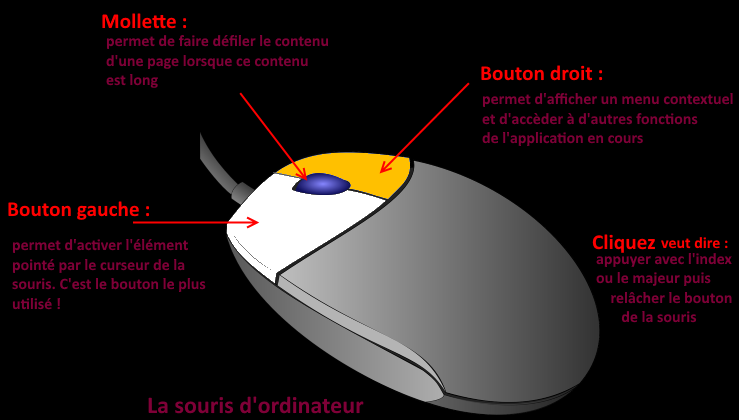 Mollette :
permet de faire défiler le contenu
d'une page lorsque ce contenu
est long
Bouton droit :
permet d'afficher un menu contextuel
et d'accèder à d'autres fonctions
de l'application en cours
Bouton gauche :
permet d'activer l'élément
pointé par le curseur de la
souris. C'est le bouton le plus
utilisé !
Cliquez veut dire :
appuyer avec l'index
ou le majeur puis
relâcher le bouton
de la souris
La souris d'ordinateur